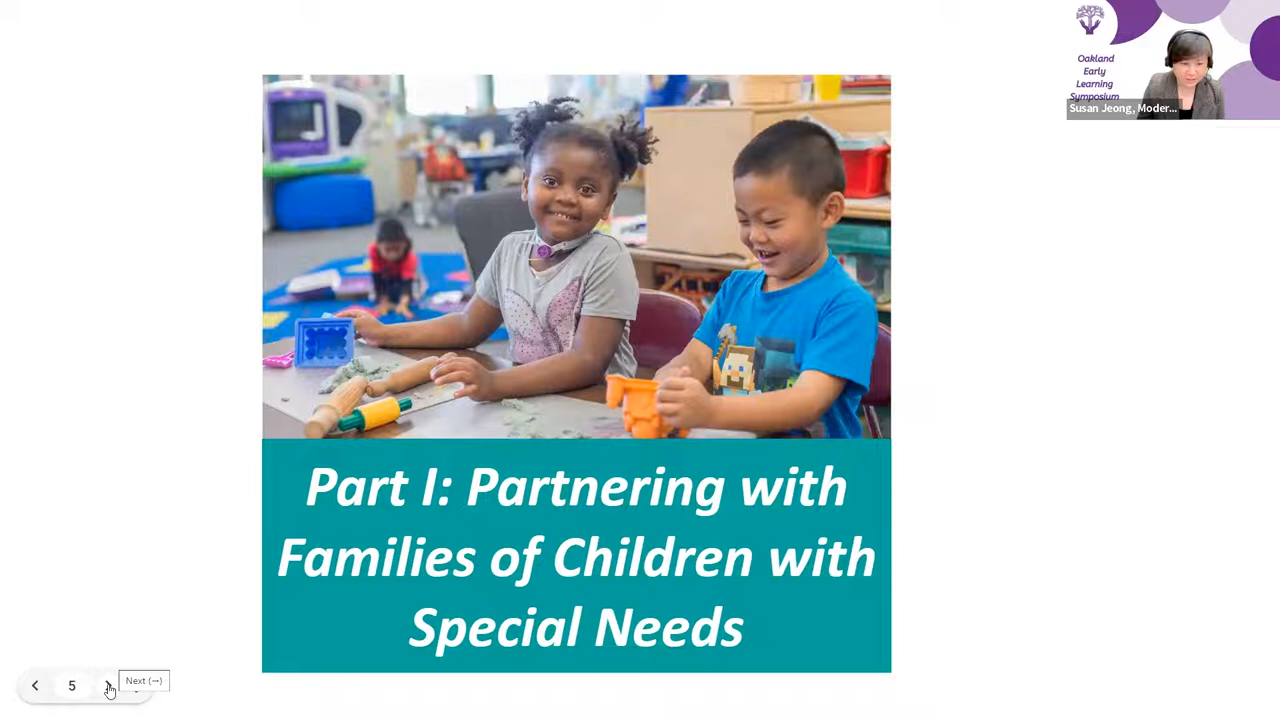 Oakland
Early
Learning
Symposium
Susan Jeong, Moder...
Part I: Partnering with
Families of Children with
Special Needs
5
Next (→)